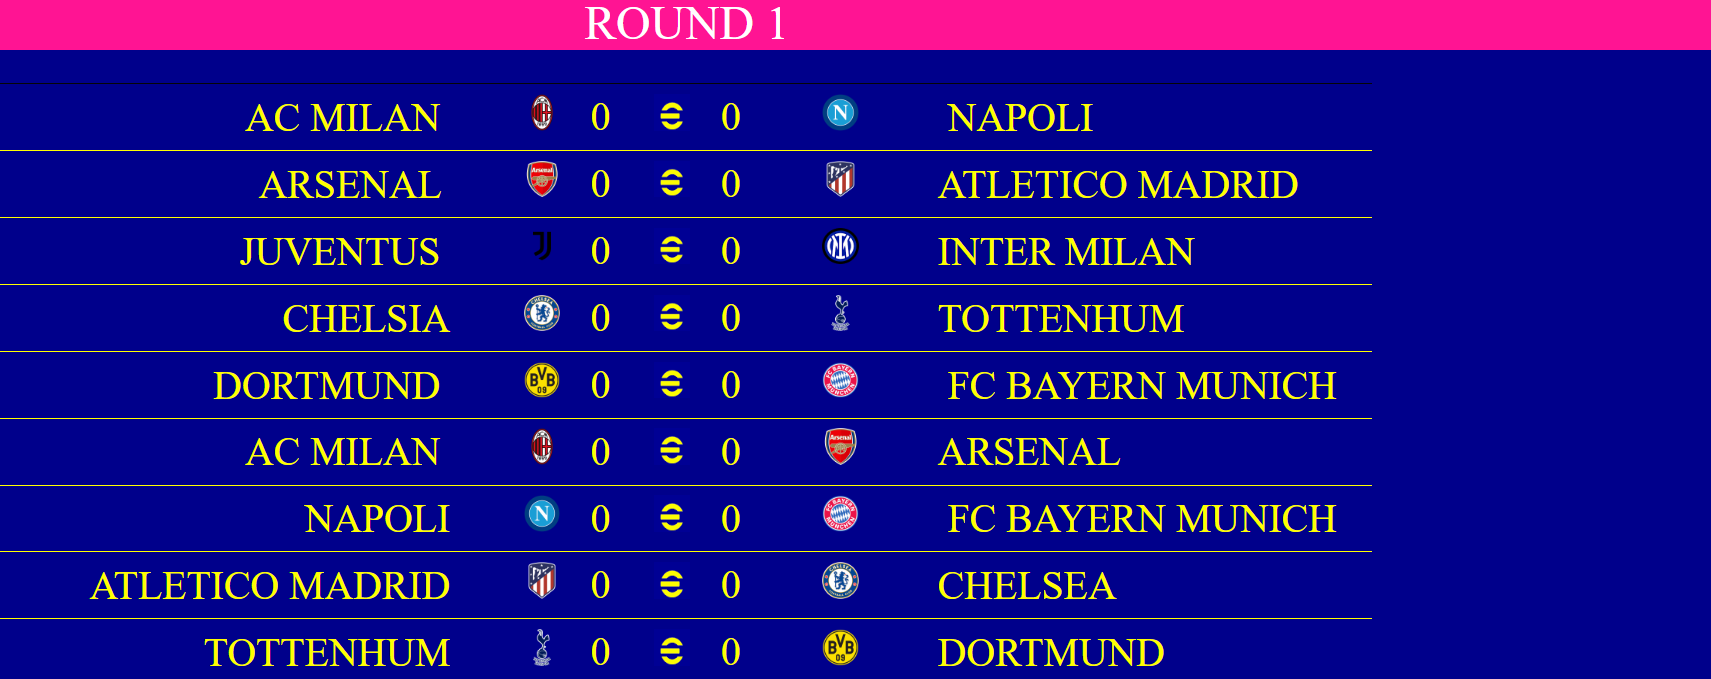 ROUND 1
AC MILAN 0 0 NAPOLI
ARSENAL 0 0 ATLETICO MADRID
JUVENTUS 0 0 INTER MILAN
CHELSIA 0 0 TOTTENHUM
DORTMUND 0 0 FC BAYERN MUNICH
AC MILAN 0 0 ARSENAL
NAPOLI 0 0 FC BAYERN MUNICH
ATLETICO MADRID 0 0 CHELSEA
TOTTENHUM 0 0 DORTMUND